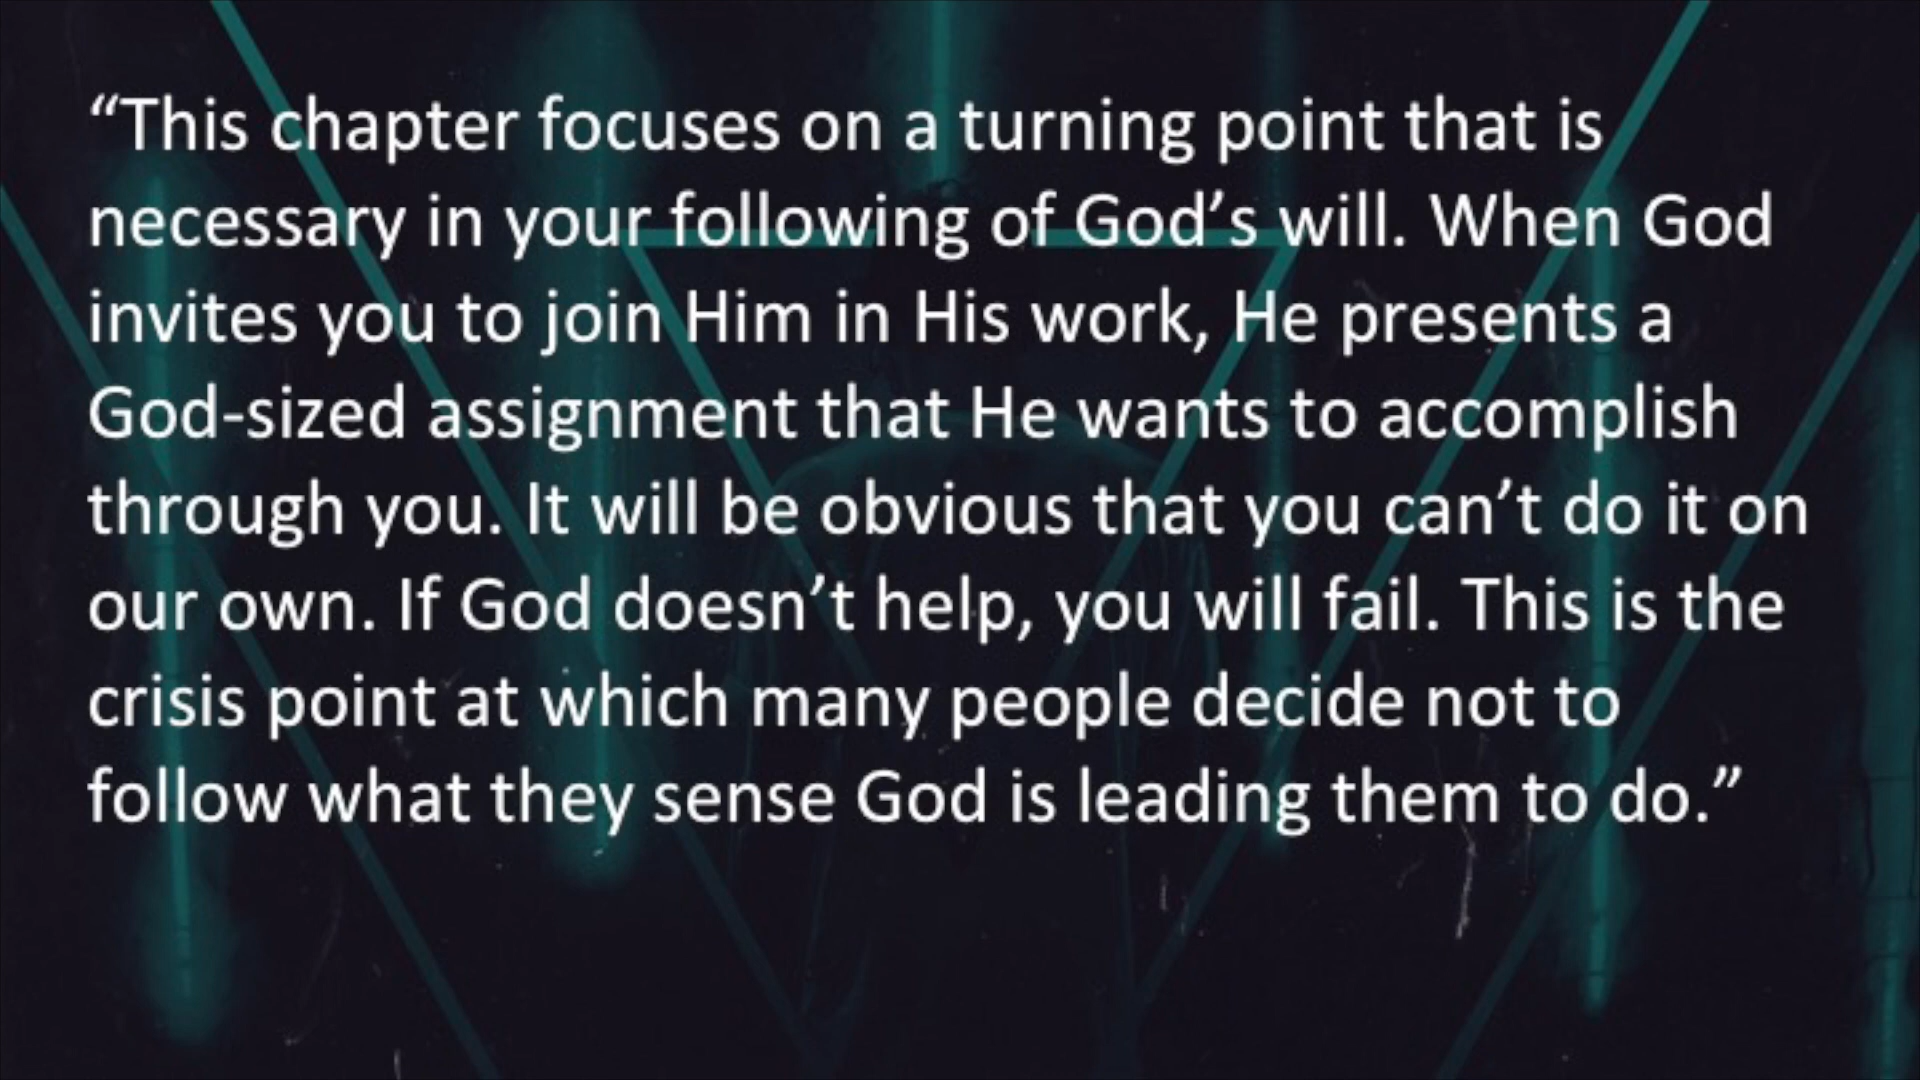 “This chapter focuses on a turning point that is
necessary in your following of God’s will. When God
invites you to join Him in His work, He presents a
God-sized assignment that He wants to accomplish
through you. It will be obvious that you can’t do it on
our own. If God doesn’t help, you will fail. This is the
crisis point at which many people decide not to
follow what they sense God is leading them to do.”